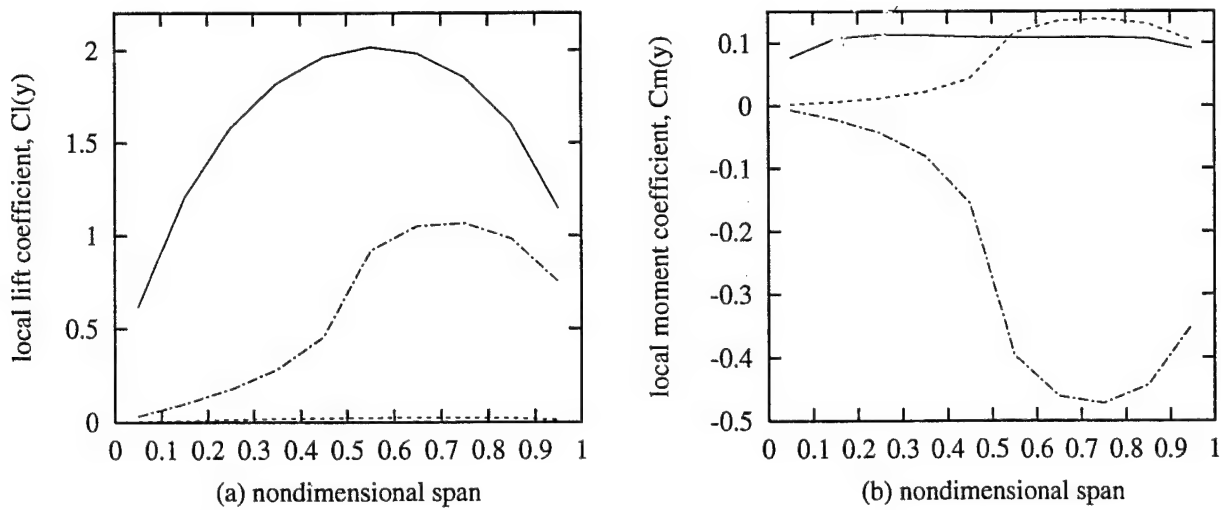 local lift coefficient, Cl(y)
2
1.5
1
0.5
0
0 0.1 0.2 0.3 0.4 0.5 0.6 0.7 0.8 0.9 1
(a) nondimensional span
local moment coefficient, Cm(y)
0.1
0
-0.1
-0.2
-0.3
-0.4
-0.5
0 0.1 0.2 0.3 0.4 0.5 0.6 0.7 0.8 0.9 1
(b) nondimensional span